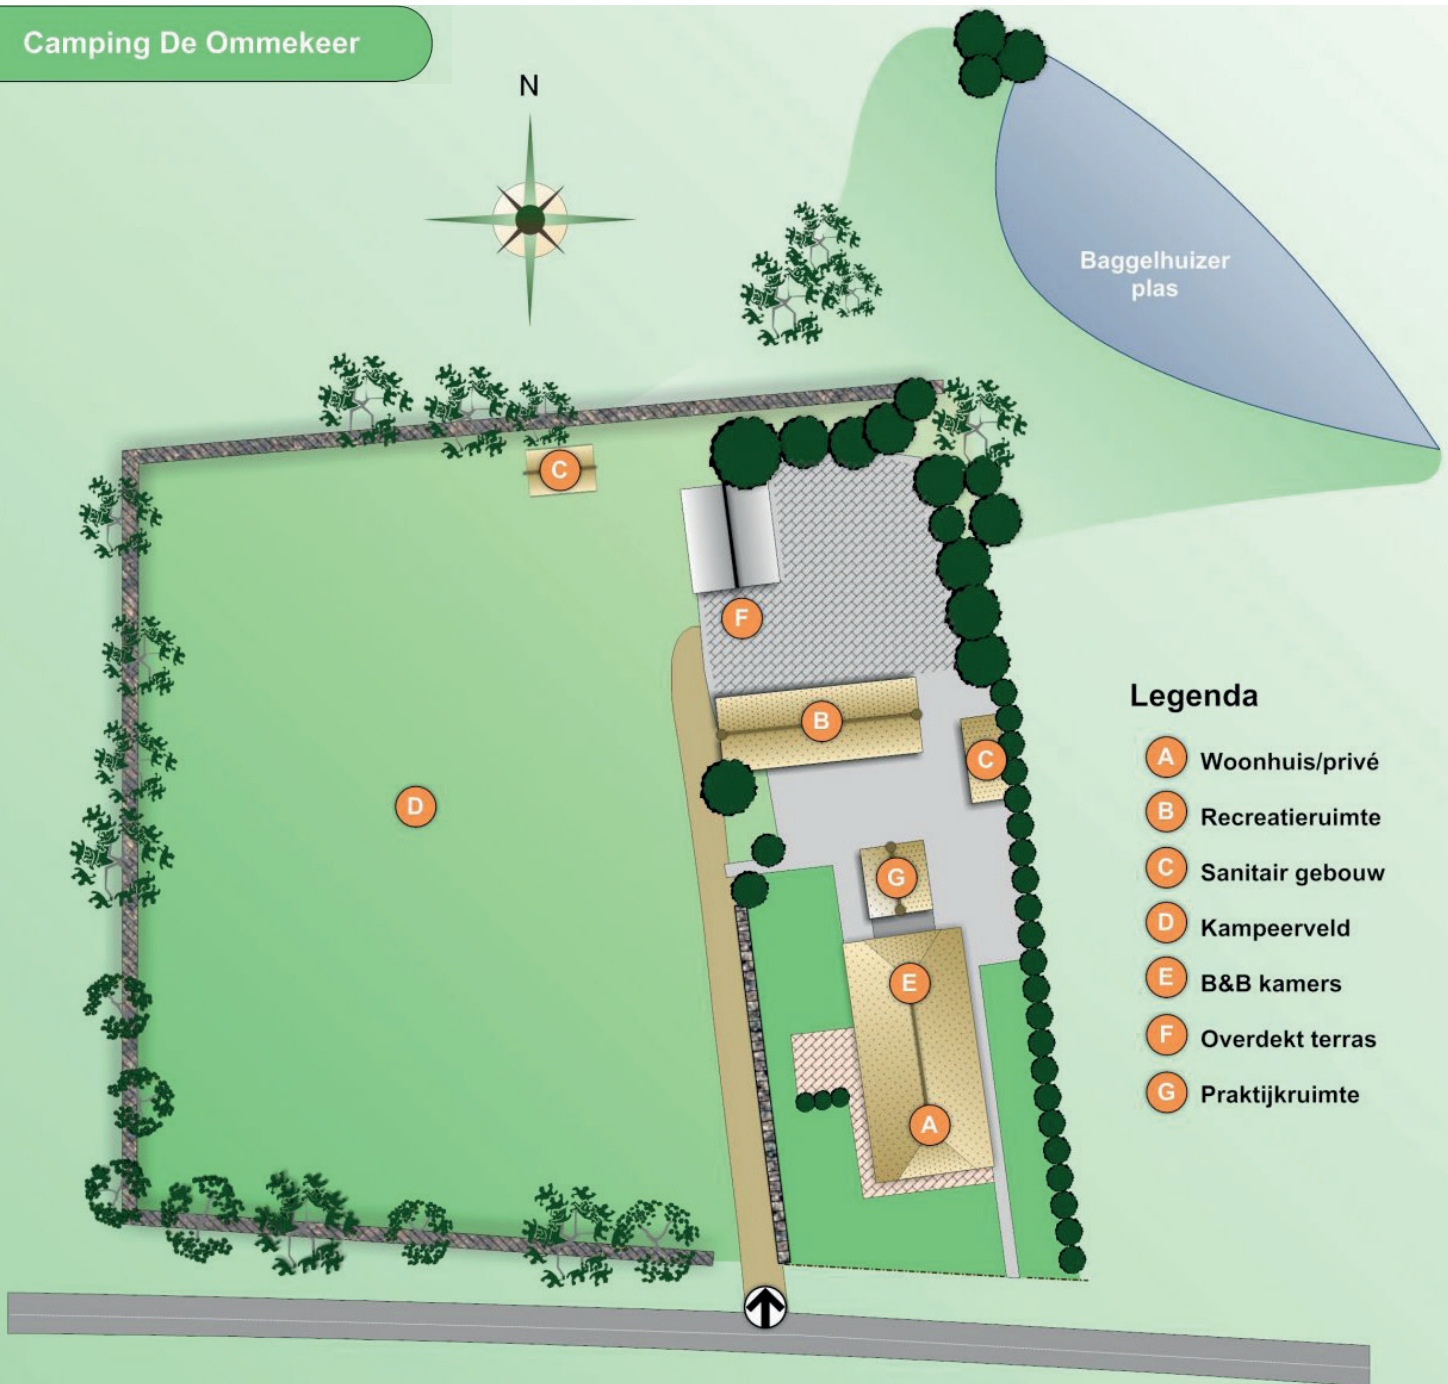 Camping De Ommekeer
N
Baggelhuizer
plas
C
F
B
C
D
G
E
A
Legenda
A Woonhuis/privé
B Recreatieruimte
C Sanitair gebouw
D Kampeerveld
E B&B kamers
F Overdekt terras
G Praktijkruimte